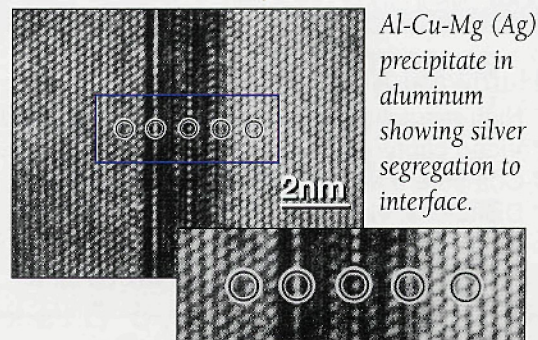 Al-Cu-Mg (Ag)
precipitate in
aluminum
showing silver
segregation to
interface.
2nm